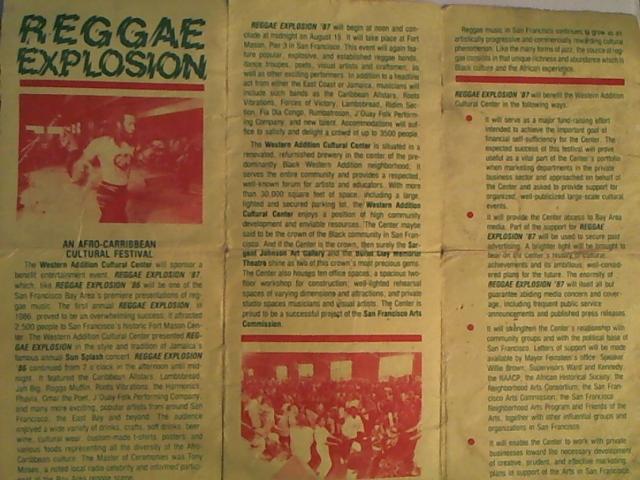 REGGAE
EXPLOSION
AN AFRO-CARRIBBEAN
CULTURAL FESTIVAL
The Western Addition Cultural Center will sponsor a
benefit entertainment event. REGGAE EXPLOSION '87,
which, like REGGAE EXPLOSION '86 will be one of the
San Francisco Bay Area's premiere presentations of reg-
gae music. The first annual REGGAE EXPLOSION, in
1986, proved to be an overwhelming success; it attracted
2,500 people to San Francisco's historic Fort Mason Cen-
ter. The Western Addition Cultural Center presented REG-
GAE EXPLOSION in the style and tradition of Jamaica's
famous annual Sun Splash concert. REGGAE EXPLOSION
'86 continued from 7 o'clock in the afternoon until mid-
night. It featured the Caribbean Allstars, Lambsbread,
Jah Big, Ragga Muffin, Roots Vibrations, the Harmonics,
Phavia, Omar the Poet, J'Ouay Folk Performing Company,
and many more exciting, popular artists from around San
Francisco, the East Bay and beyond. The audience
enjoyed a wide variety of drinks, crafts, soft drinks, beer
wine, cultural wear, custom-made t-shirts, posters, and
various foods representing all the diversity of the Afro-
Caribbean culture. The Master of Ceremonies was Tony
Moses, a noted local radio celebrity and informed partici-
pant of the Bay Area reggae scene.
REGGAE EXPLOSION '87 will begin at noon and con-
clude at midnight on August 15. It will take place at Fort
Mason, Pier 3 in San Francisco. This event will again fea-
ture popular, explosive, and established reggae bands,
dance troupes, poets, visual artists and craftsmen, as
well as other exciting performers. In addition to a headline
act from either the East Coast or Jamaica, musicians will
include such bands as the Caribbean Allstars, Roots
Vibrations, Forces of Victory, Lambsbread, Ridim Sec-
tion, Fia Dia Congo, Rumbatroson, J'Ouay Folk Perform-
ing Company, and new talent. Accommodations will suf-
fice to satisfy and delight a crowd of up to 3500 people.
The Western Addition Cultural Center is situated in a
renovated, refurbished brewery in the center of the pre-
dominantly Black Western Addition neighborhood. It
serves the entire community and provides a respected,
well-known forum for artists and educators. With more
than 30,000 square feet of space, including a large,
lighted and secured parking lot, the Western Addition
Cultural Center enjoys a position of high community
development and enviable resources. The Center maybe
said to be the crown of the Black community in San Fran-
cisco. And if the Center is the crown, then surely the Sar-
gent Johnson Art Gallery and the Buriel Clay Memorial
Theatre shine as two of this crown's most precious gems.
The Center also houses ten office spaces, a spacious two-
floor workshop for construction, well-lighted rehearsal
spaces of varying dimensions and attractions, and private
studio spaces musicians and visual artists. The Center is
proud to be a successful project of the San Francisco Arts
Commission.
Reggae music in San Francisco continues to grow as an
artistically progressive and commercially rewarding cultural
phenomenon. Like the many forms of jazz, the source of reg-
gae consists in that unique richness and abundance which is
Black culture and the African experience.
REGGAE EXPLOSION '87 will benefit the Western Addition
Cultural Center in the following ways:
It will serve as a major fund-raising effort
intended to achieve the important goal of
financial self-sufficiency for the Center. The
expected success of this festival will prove
useful as a vital part of the Center's portfolio
when marketing departments in the private
business sector and approached on behalf of
the Center and asked to provide support for
organized, well-publicized large-scale cultural
events.
It will provide the Center access to Bay Area
media. Part of the support for REGGAE
EXPLOSION '87 will be used to secure paid
advertising. A brighter light will be brought to
bear on the Center's cultural
achievements and its ambitious, well-consid-
ered plans for the future. The enormity of
REGGAE EXPLOSION '87 will itself all but
guarantee abiding media concern and cover-
age, including frequent public service
announcements and published press releases.
It will strengthen the Center's relationship with
community groups and with the political base of
San Francisco. Letters of support will be made
available by Mayor Feinstein's office; Speaker
Willie Brown, Supervisors Ward and Kennedy;
the NAACP, the African Historical Society; the
Neighborhood Arts Consortium; the San Fran-
cisco Arts Commission; the San Francisco
Neighborhood Arts Program and Friends of the
Arts, together with other influential groups and
organizations in San Francisco.
It will enable the Center to work with private
businesses toward the necessary development
of creative, prudent, and effective marketing
plans in support of the Arts in San Francisco.